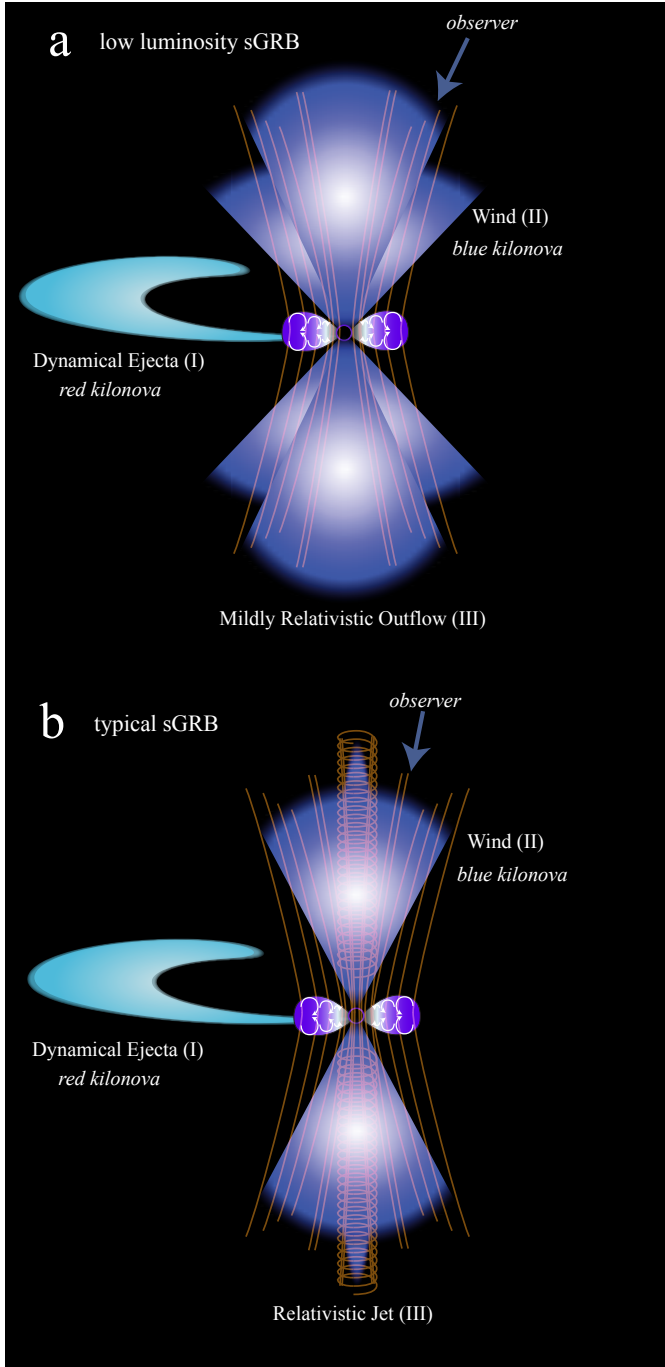 a low luminosity sGRB
observer
Wind (II)
blue kilonova
Dynamical Ejecta (I)
red kilonova
Mildly Relativistic Outflow (III)
b typical sGRB
observer
Wind (II)
blue kilonova
Dynamical Ejecta (I)
red kilonova
Relativistic Jet (III)